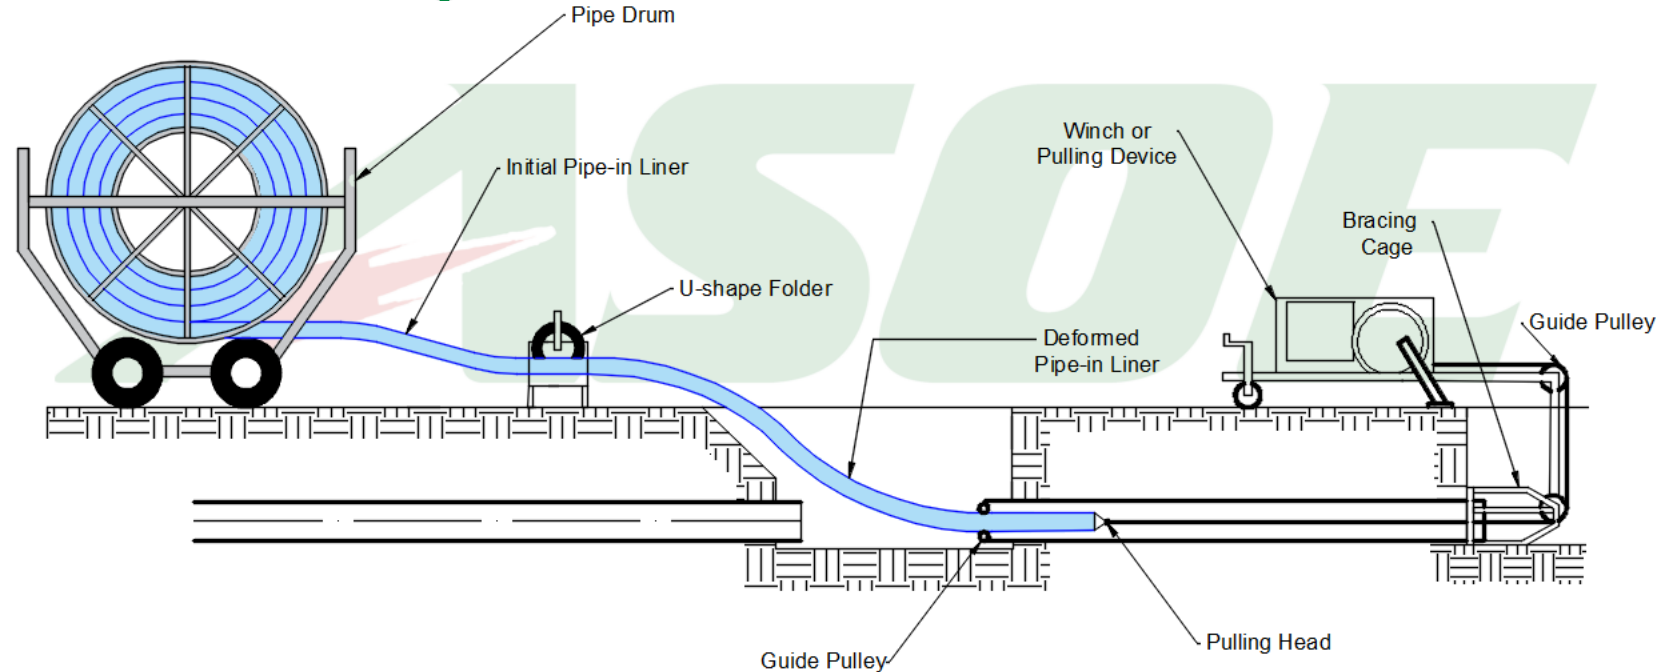 Pipe Drum
ASOE
Winch or
Pulling Device
Initial Pipe-in Liner
Bracing
Cage
U-shape Folder
Guide Pulley
Deformed
Pipe-in Liner
Pulling Head
Guide Pulley